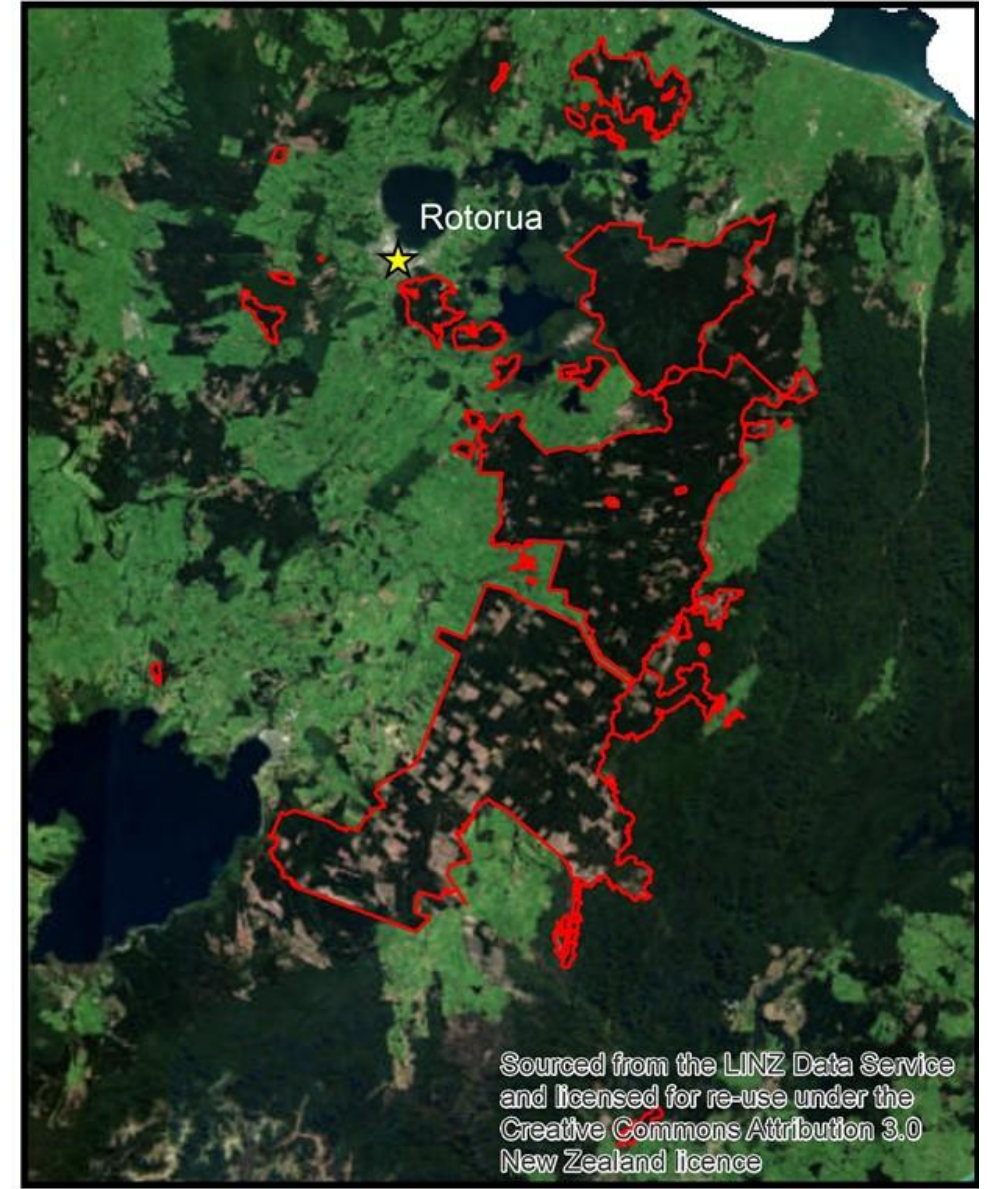 Rotorua
Sourced from the LINZ Data Service
and licensed for re-use under the
Creative Commons Attribution 3.0
New Zealand licence